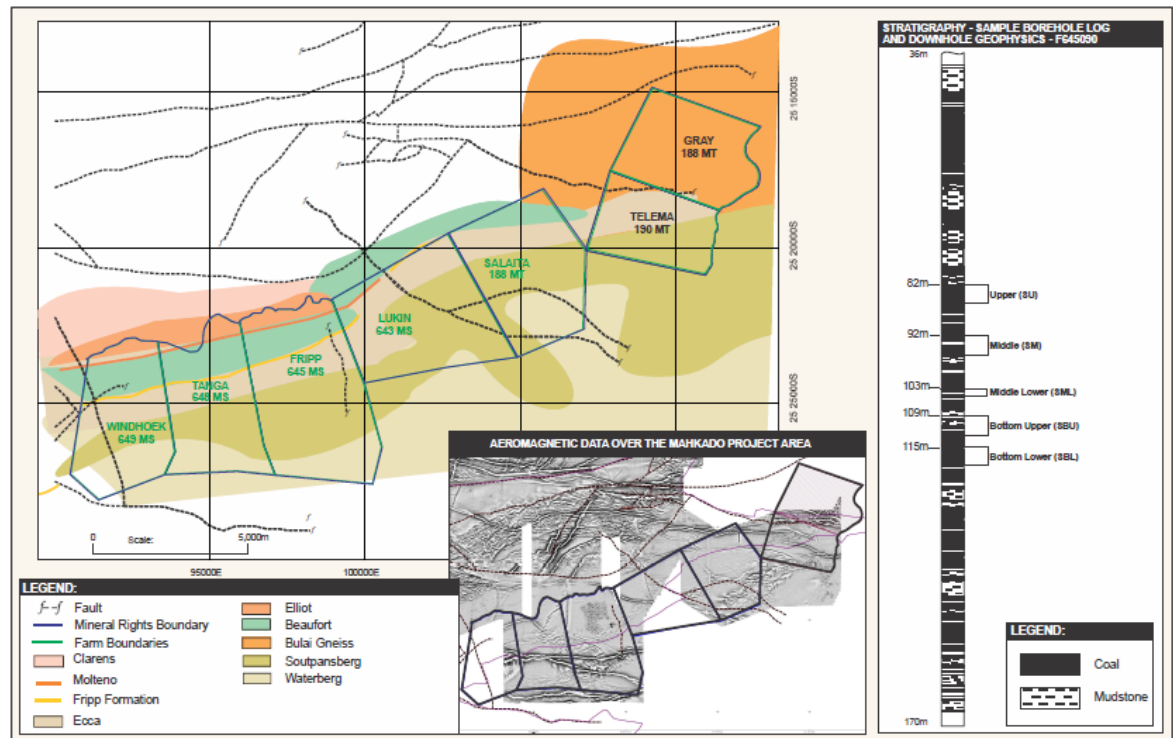 25 15000S
GRAY
188 MT
TELEMA
190 MT
25 20000S
SALAITA
188 MT
LUKIN
643 MS
FRIPP
645 MS
TANGA
648 MS
WINDHOEK
649 MS
25 25000S
0
Scale:
5,000m
95000E
100000E
LEGEND:
f- -f Fault
Mineral Rights Boundary
Farm Boundaries
Clarens
Molteno
Fripp Formation
Ecca
Elliot
Beaufort
Bulai Gneiss
Soutpansberg
Waterberg
AEROMAGNETIC DATA OVER THE MAHKADO PROJECT AREA
STRATIGRAPHY - SAMPLE BOREHOLE LOG
AND DOWNHOLE GEOPHYSICS - F645090
36m
82m
Upper (SU)
92m
Middle (SM)
103m
Middle Lower (SML)
109m
Bottom Upper (SBU)
115m
Bottom Lower (SBL)
170m
LEGEND:
Coal
Mudstone